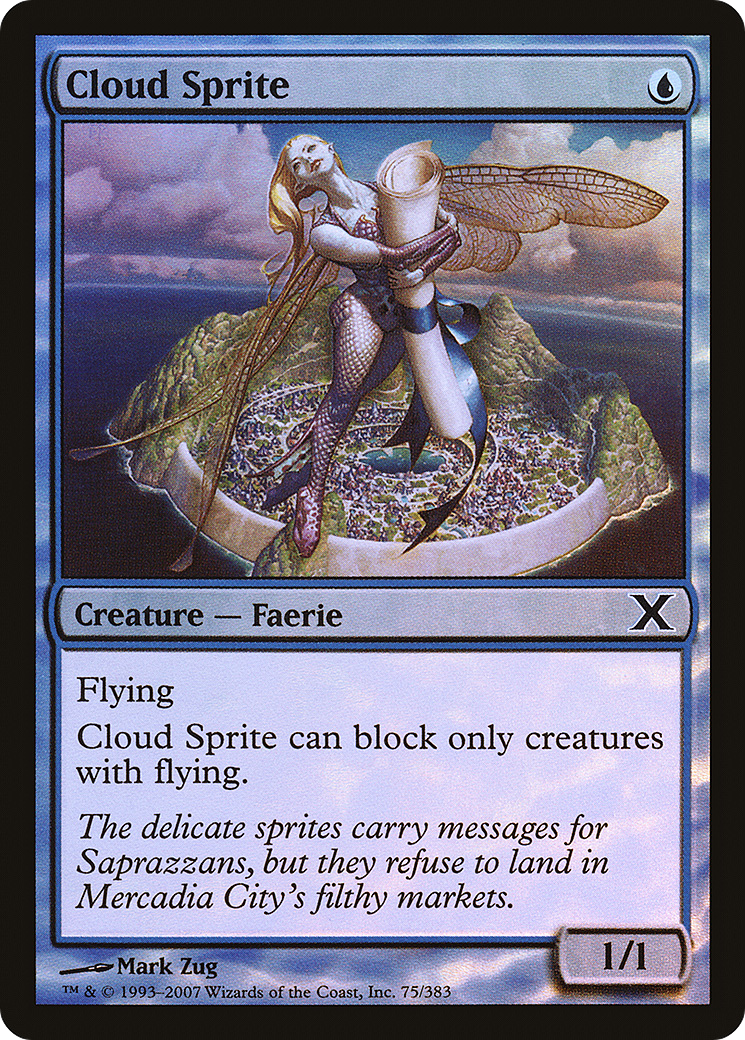 Cloud Sprite
Creature — Faerie
X
Flying
Cloud Sprite can block only creatures
with flying.
The delicate sprites carry messages for
Saprazzans, but they refuse to land in
Mercadia City's filthy markets.
1/1
Mark Zug
™ & © 1993–2007 Wizards of the Coast, Inc. 75/383